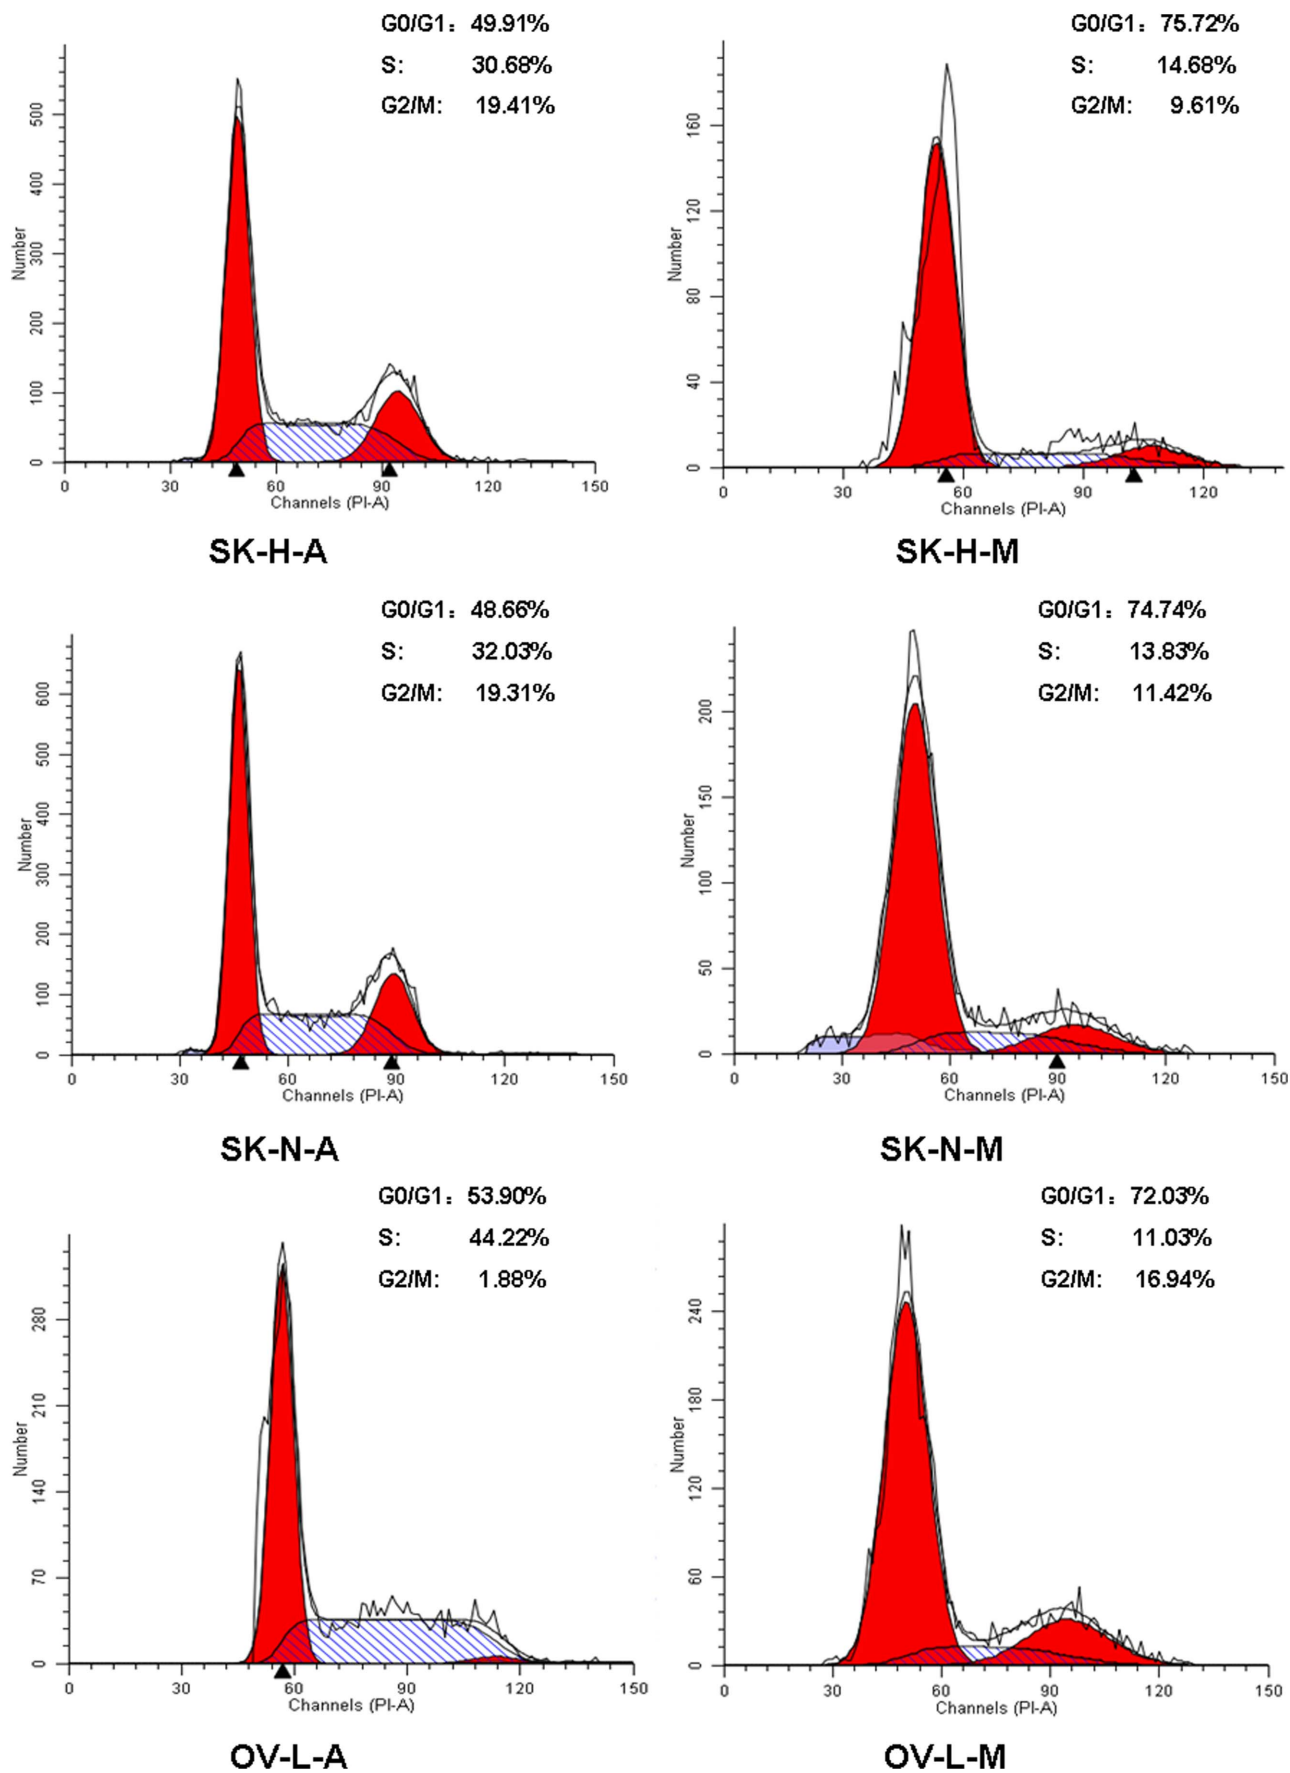 G0/G1: 49.91%
S: 30.68%
G2/M: 19.41%
Number
0
100
200
300
400
500
0 30 60 90 120 150
Channels (PI-A)
SK-H-A
G0/G1: 75.72%
S: 14.68%
G2/M: 9.61%
Number
0
40
80
120
160
0 30 60 90 120
Channels (PI-A)
SK-H-M
G0/G1: 48.66%
S: 32.03%
G2/M: 19.31%
Number
0
100
200
300
400
500
600
0 30 60 90 120 150
Channels (PI-A)
SK-N-A
G0/G1: 74.74%
S: 13.83%
G2/M: 11.42%
Number
0
50
100
150
200
0 30 60 90 120 150
Channels (PI-A)
SK-N-M
G0/G1: 53.90%
S: 44.22%
G2/M: 1.88%
Number
0
70
140
210
280
0 30 60 90 120 150
Channels (PI-A)
OV-L-A
G0/G1: 72.03%
S: 11.03%
G2/M: 16.94%
Number
0
60
120
180
240
0 30 60 90 120 150
Channels (PI-A)
OV-L-M